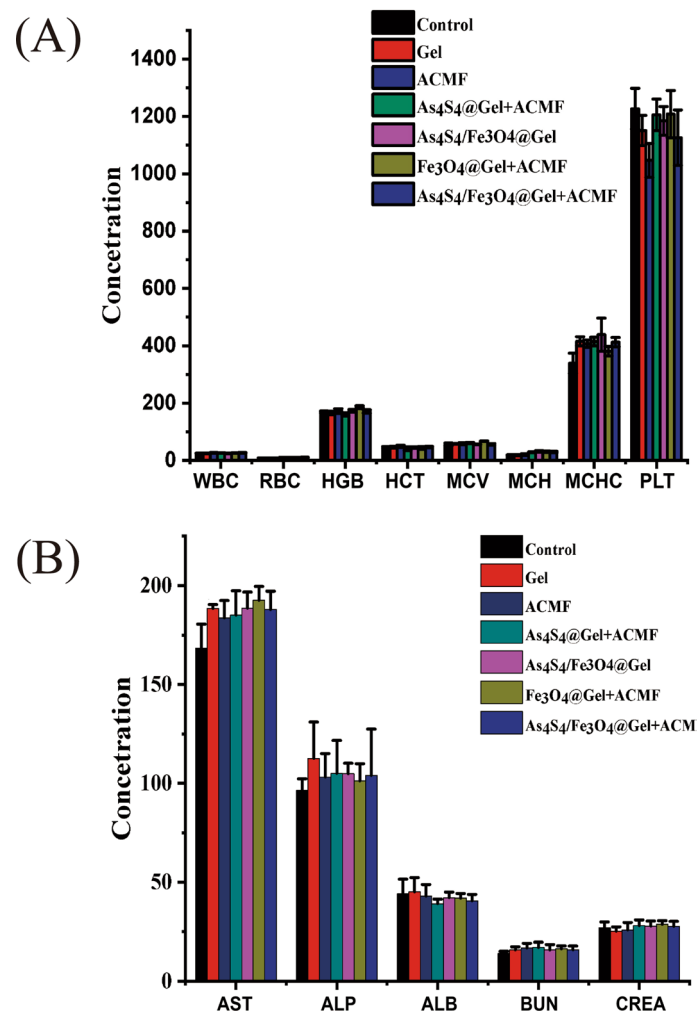 (A)
Control
Gel
ACMF
As₄S₄@Gel+ACMF
As₄S₄/Fe3O4@Gel
Fe₃O₄@Gel+ACMF
As₄S₄/Fe₃O₄@Gel+ACMF
Concetration
1400
1200
1000
800
600
400
200
0
WBC RBC HGB HCT MCV MCH MCHC PLT
(B)
Control
Gel
ACMF
As₄S₄@Gel+ACMF
As₄S₄/Fe3O4@Gel
Fe₃O₄@Gel+ACMF
As₄S₄/Fe₃O₄@Gel+ACM
Concetration
200
150
100
50
0
AST ALP ALB BUN CREA